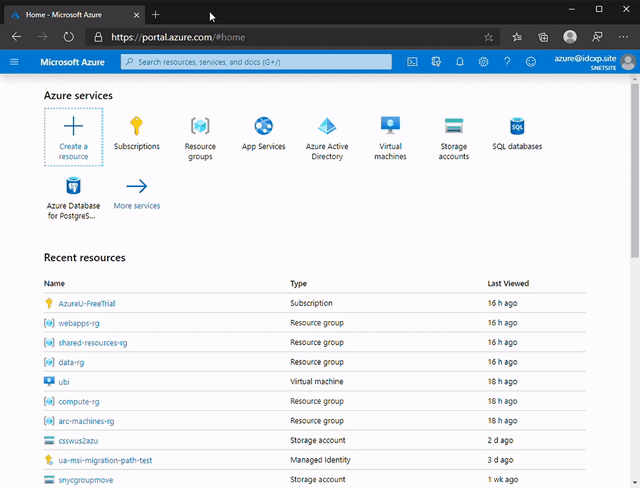 Home - Microsoft Azure
https://portal.azure.com/#home
Microsoft Azure
Search resources, services, and docs (G+/)
azure@idcxp.site
SNETSITE
Azure services
Create a resource
Subscriptions
Resource groups
App Services
Azure Active Directory
Virtual machines
Storage accounts
SQL databases
Azure Database for PostgreS...
More services
Recent resources
Name Type Last Viewed
AzureU-FreeTrial Subscription 16 h ago
webapps-rg Resource group 16 h ago
shared-resources-rg Resource group 16 h ago
data-rg Resource group 16 h ago
ubi Virtual machine 18 h ago
compute-rg Resource group 18 h ago
arc-machines-rg Resource group 18 h ago
csswus2azu Storage account 2 d ago
ua-msi-migration-path-test Managed Identity 3 d ago
snycgroupmove Storage account 1 wk ago